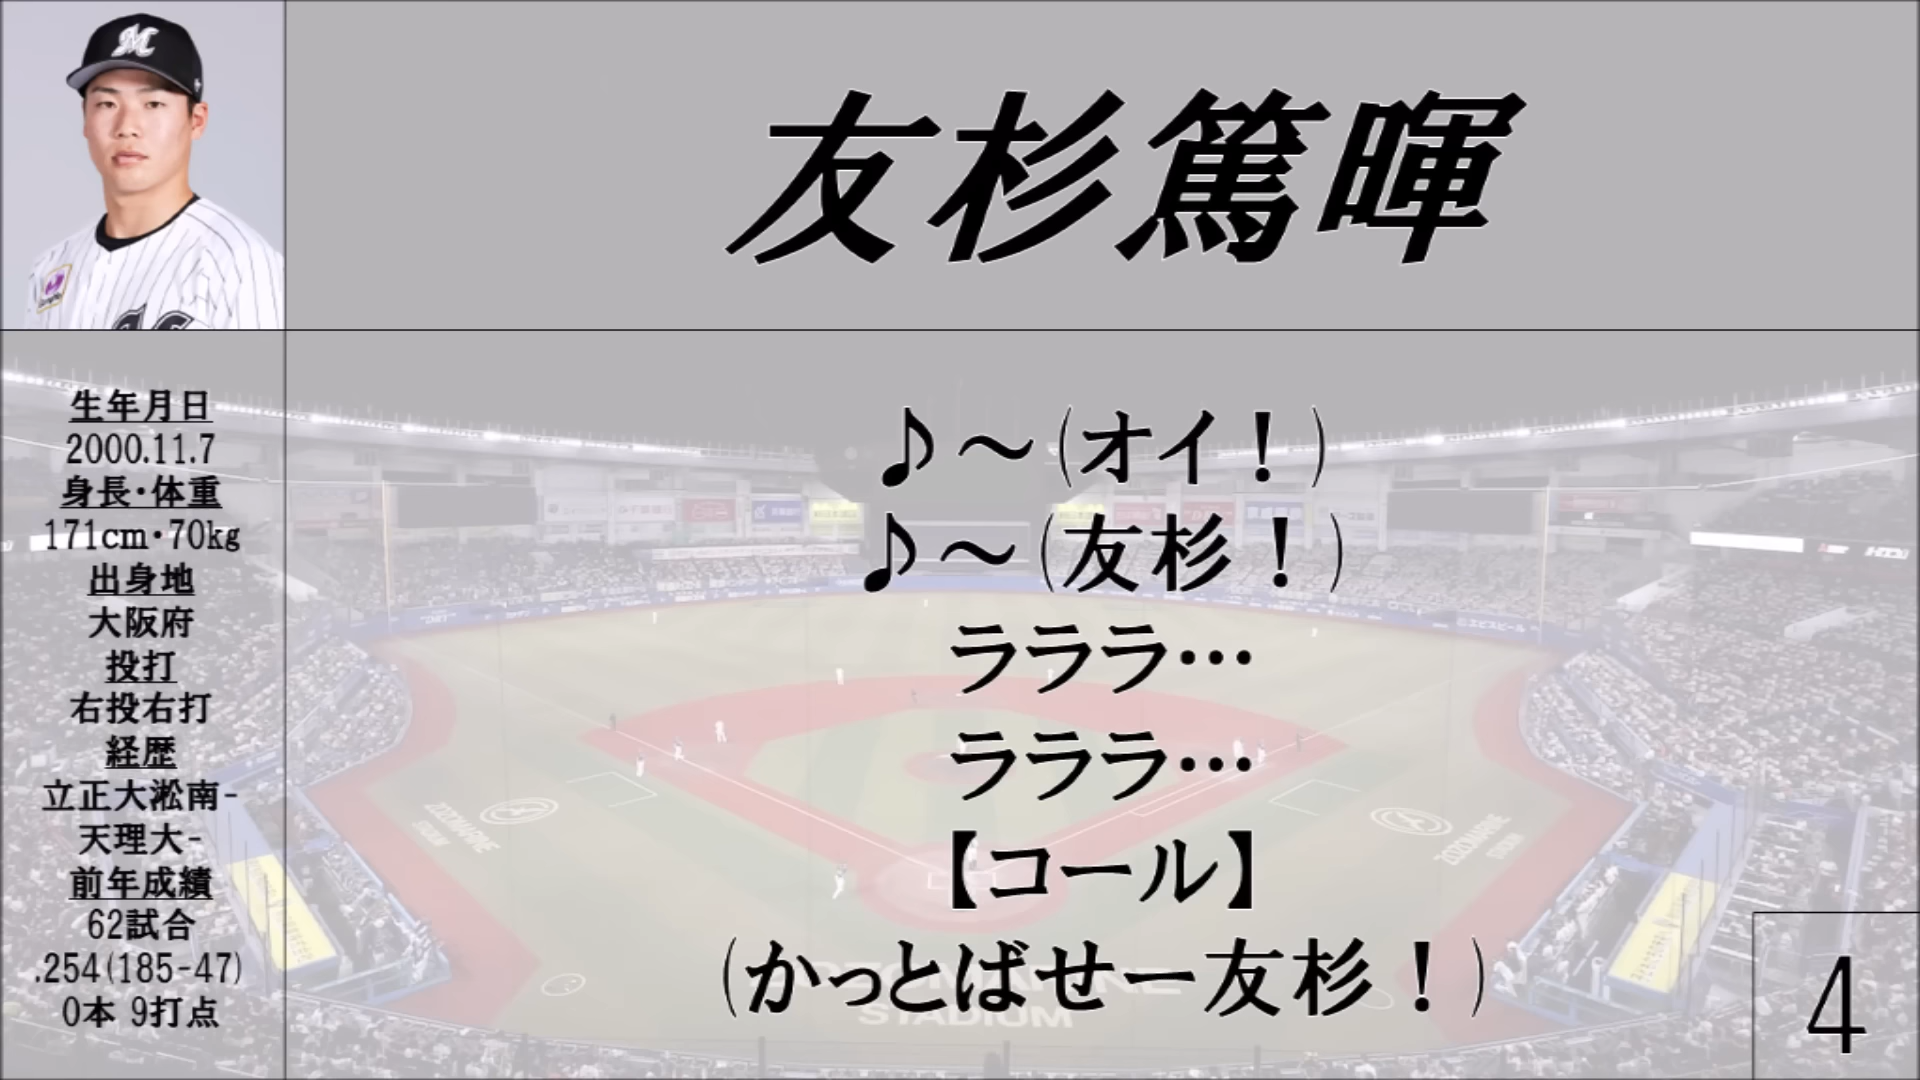 友杉篤暉
生年月日
2000.11.7
身長・体重
171cm・70kg
出身地
大阪府
投打
右投右打
経歴
立正大淞南-
天理大-
前年成績
62試合
.254(185-47)
0本 9打点
♪～(オイ！)
♪～(友杉！)
ラララ…
ラララ…
【コール】
(かっとばせー友杉！)
STADIUM
4